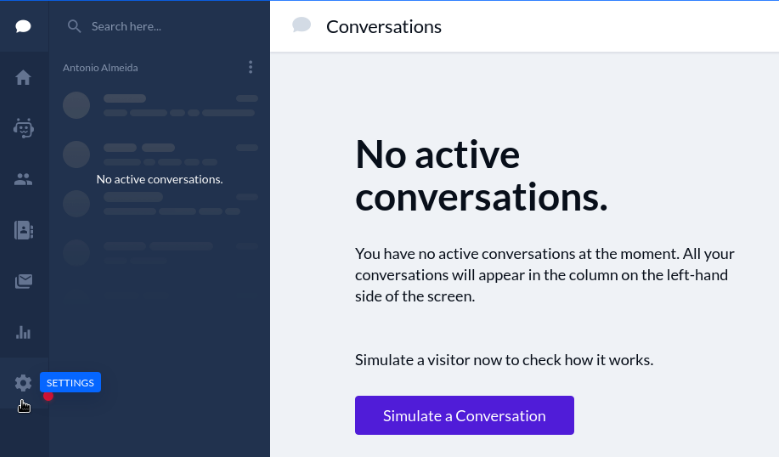 Search here...
Conversations
Antonio Almeida
No active conversations.
No active
conversations.
You have no active conversations at the moment. All your
conversations will appear in the column on the left-hand
side of the screen.
Simulate a visitor now to check how it works.
SETTINGS
Simulate a Conversation